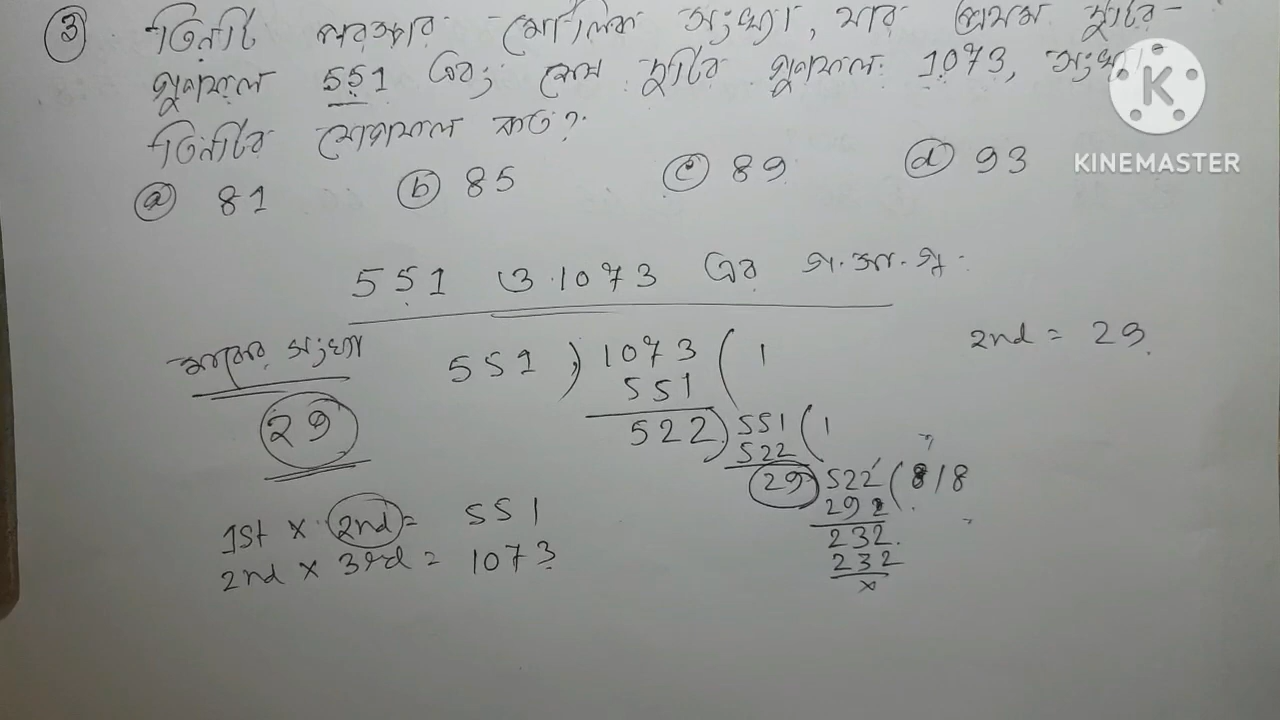 ③ তিনটি পরস্পর মৌলিক সংখ্যা, যার প্রথম দুটির
গুণফল 551 এবং শেষ দুটির গুণফল 1073, সংখ্যা
তিনটির যোগফল কত?
ⓐ 81 ⓑ 85 ⓒ 89 ⓓ 93
KINEMASTER
551 ও 1073 এর গ.সা.গু.
মাঝের সংখ্যা
29
551 ) 1073 ( 1
551
522 ) 551 ( 1
522
29 ) 522 ( 18
29
232
232
x
2nd = 29
1st x 2nd = 551
2nd x 3rd = 1073